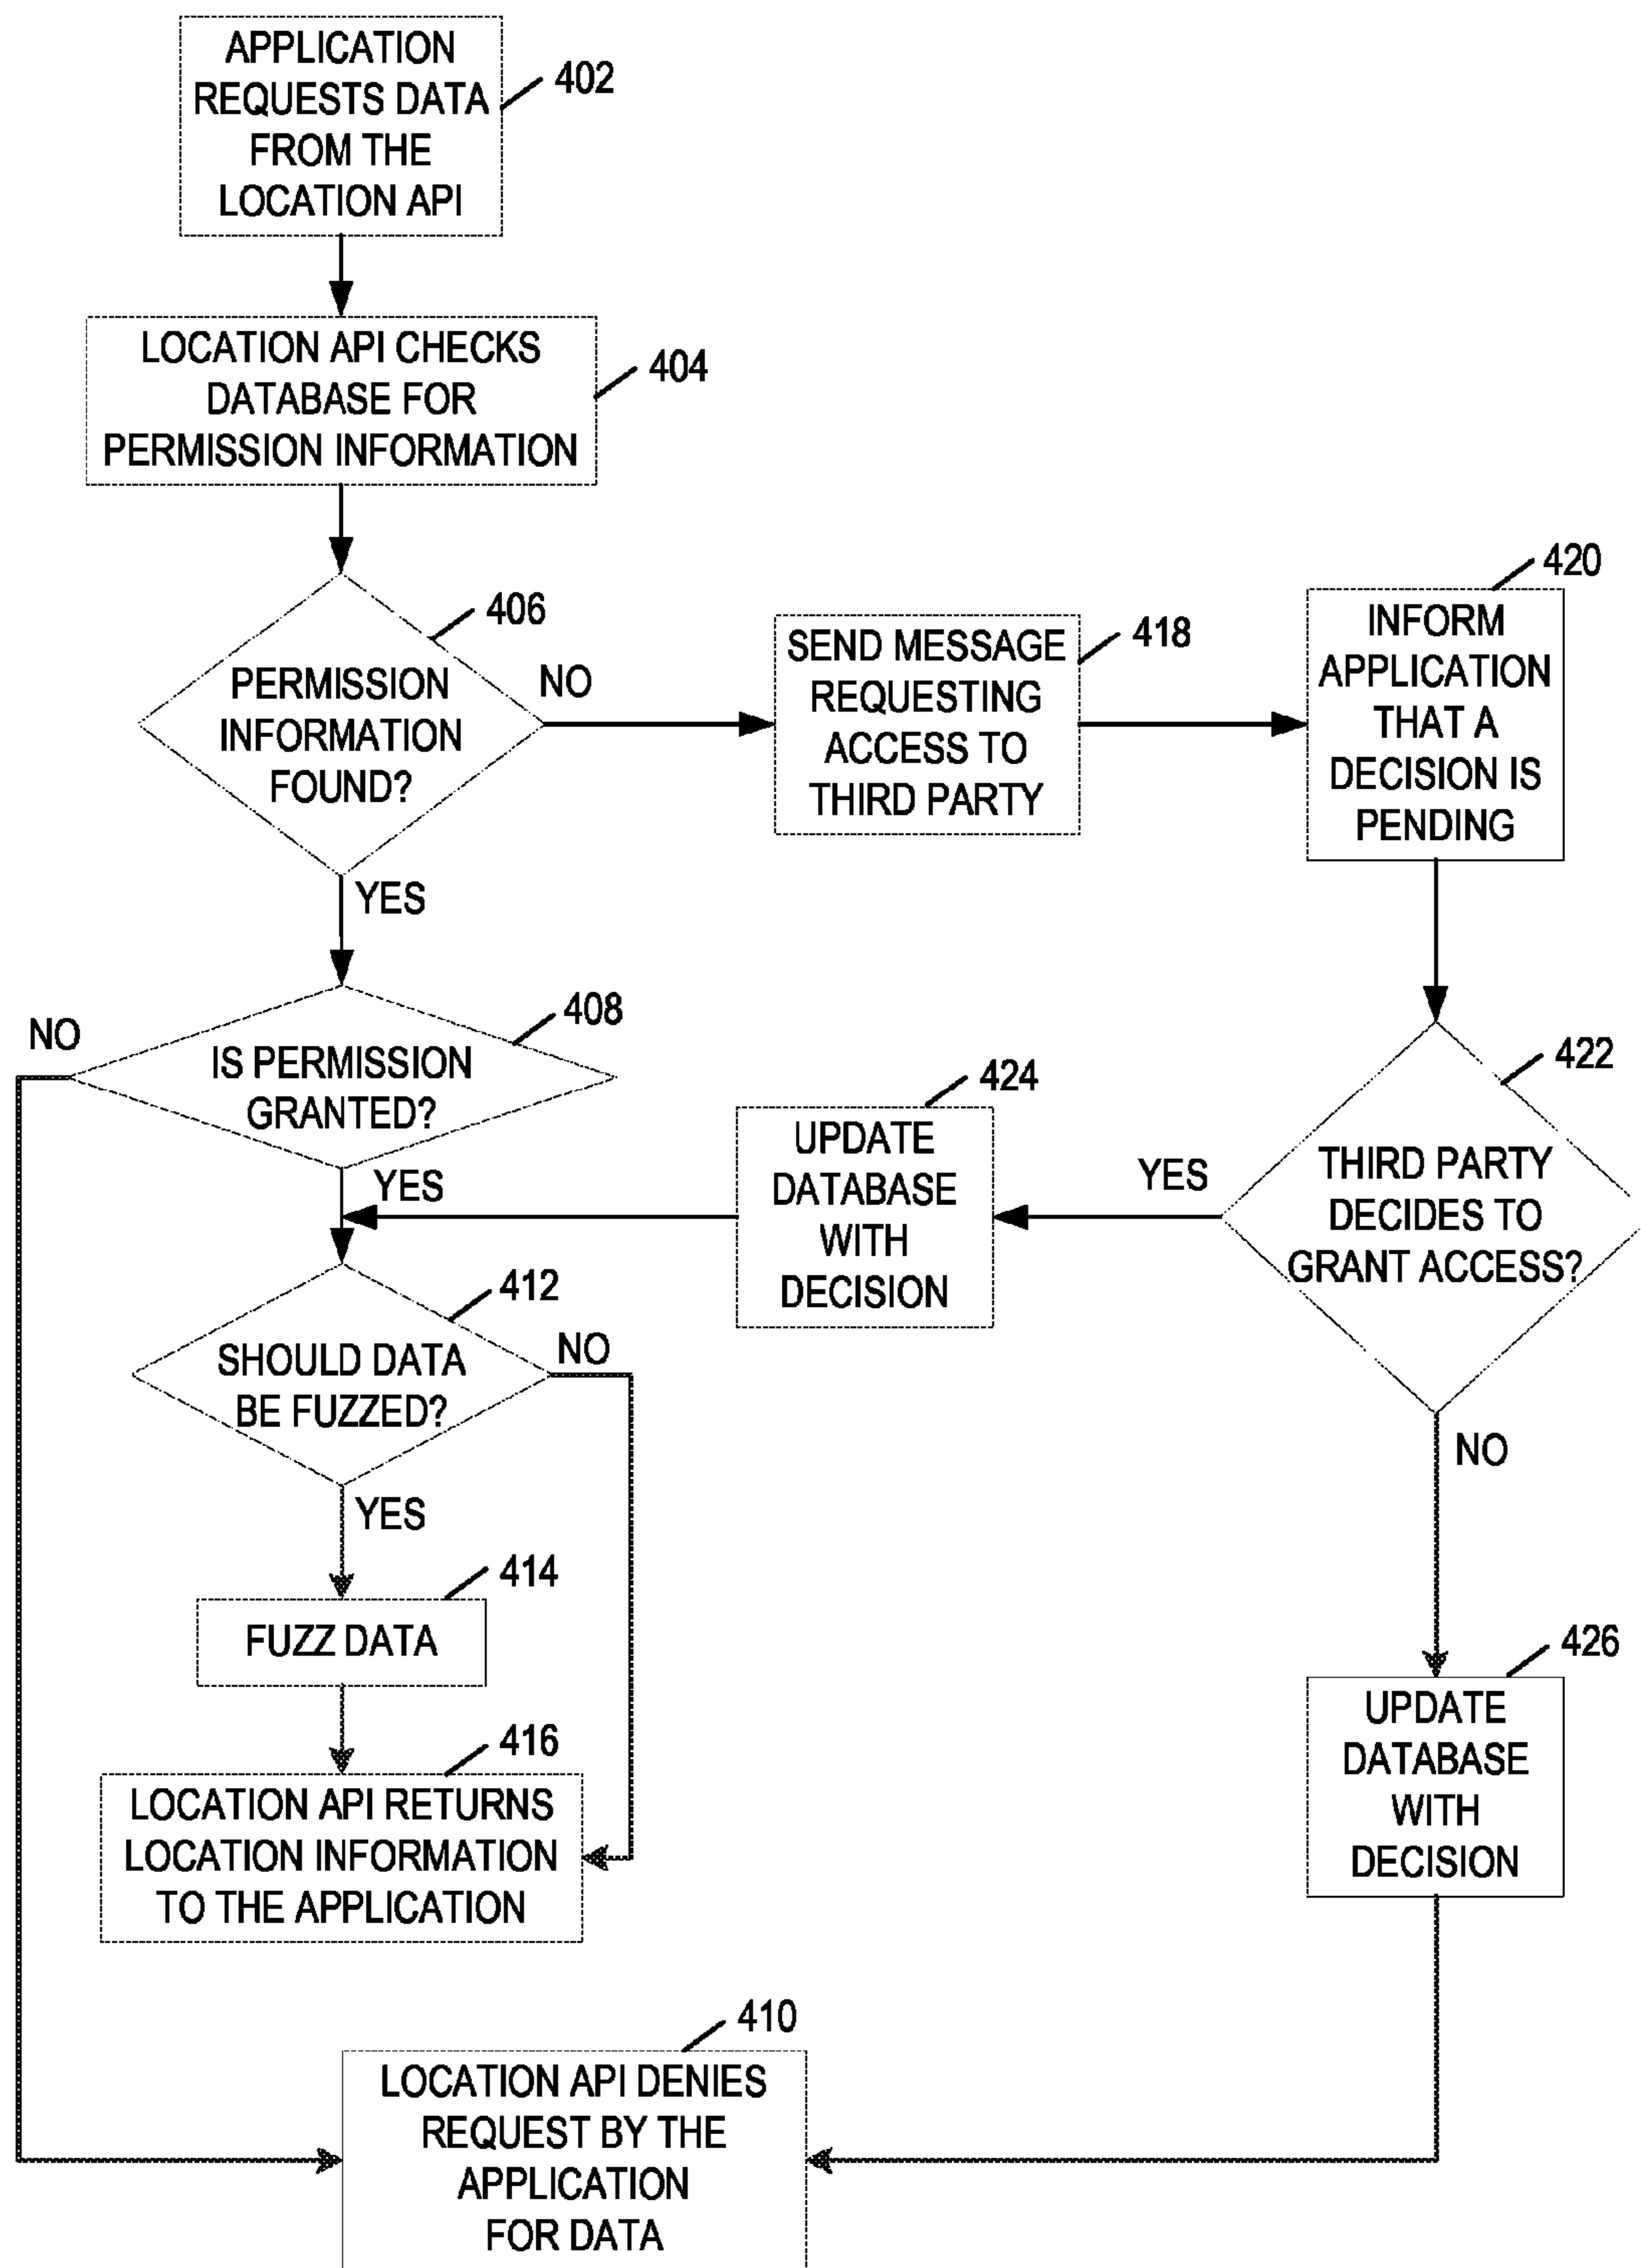 APPLICATION
REQUESTS DATA
FROM THE
LOCATION API
402
LOCATION API CHECKS
DATABASE FOR
PERMISSION INFORMATION
404
406
PERMISSION
INFORMATION
FOUND?
NO
YES
SEND MESSAGE
REQUESTING
ACCESS TO
THIRD PARTY
418
420
INFORM
APPLICATION
THAT A
DECISION IS
PENDING
408
NO
IS PERMISSION
GRANTED?
YES
424
UPDATE
DATABASE
WITH
DECISION
YES
422
THIRD PARTY
DECIDES TO
GRANT ACCESS?
NO
412
SHOULD DATA
BE FUZZED?
NO
YES
414
FUZZ DATA
416
LOCATION API RETURNS
LOCATION INFORMATION
TO THE APPLICATION
426
UPDATE
DATABASE
WITH
DECISION
410
LOCATION API DENIES
REQUEST BY THE
APPLICATION
FOR DATA